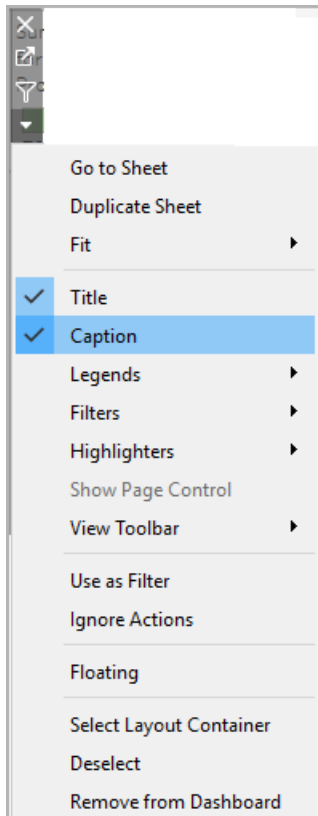 Go to Sheet
Duplicate Sheet
Fit
Title
Caption
Legends
Filters
Highlighters
Show Page Control
View Toolbar
Use as Filter
Ignore Actions
Floating
Select Layout Container
Deselect
Remove from Dashboard